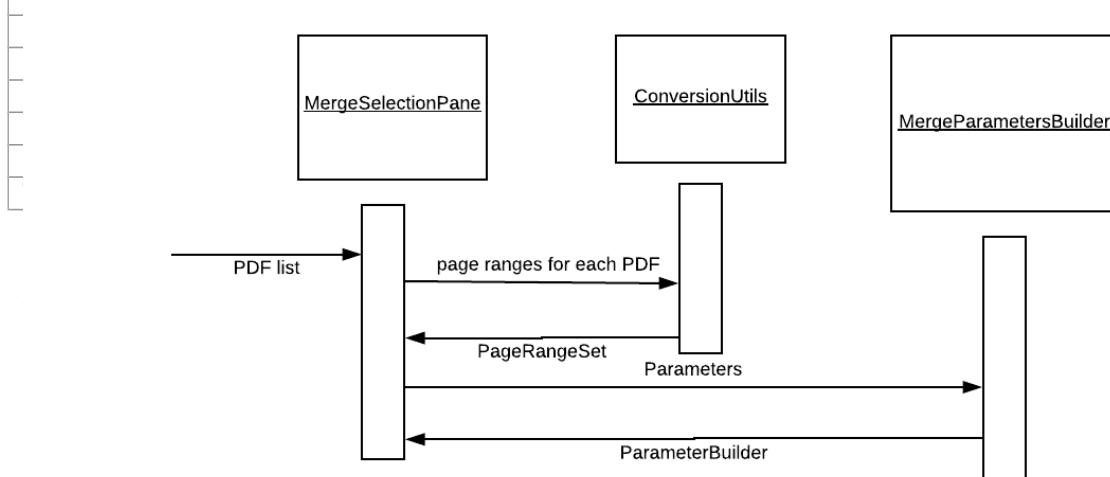 MergeSelectionPane
ConversionUtils
MergeParametersBuilder
PDF list
page ranges for each PDF
PageRangeSet
Parameters
ParameterBuilder